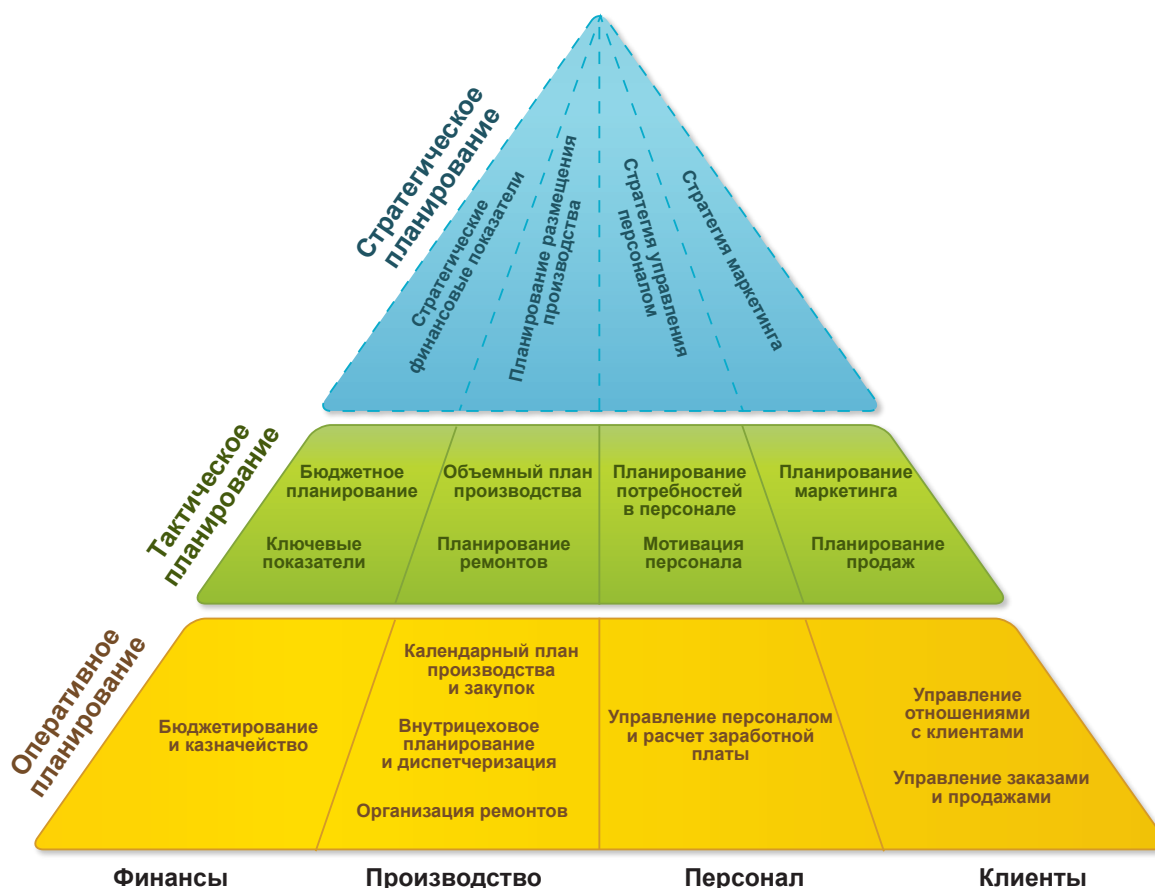 Стратегическое
планирование
Стратегические
финансовые показатели
Планирование размещения
производства
Стратегия управления
персоналом
Стратегия маркетинга
Тактическое
планирование
Бюджетное
планирование
Ключевые
показатели
Объемный план
производства
Планирование
ремонтов
Планирование
потребностей
в персонале
Мотивация
персонала
Планирование
маркетинга
Планирование
продаж
Оперативное
планирование
Бюджетирование
и казначейство
Календарный план
производства
и закупок
Внутрицеховое
планирование
и диспетчеризация
Организация ремонтов
Управление персоналом
и расчет заработной
платы
Управление
отношениями
с клиентами
Управление заказами
и продажами
Финансы
Производство
Персонал
Клиенты